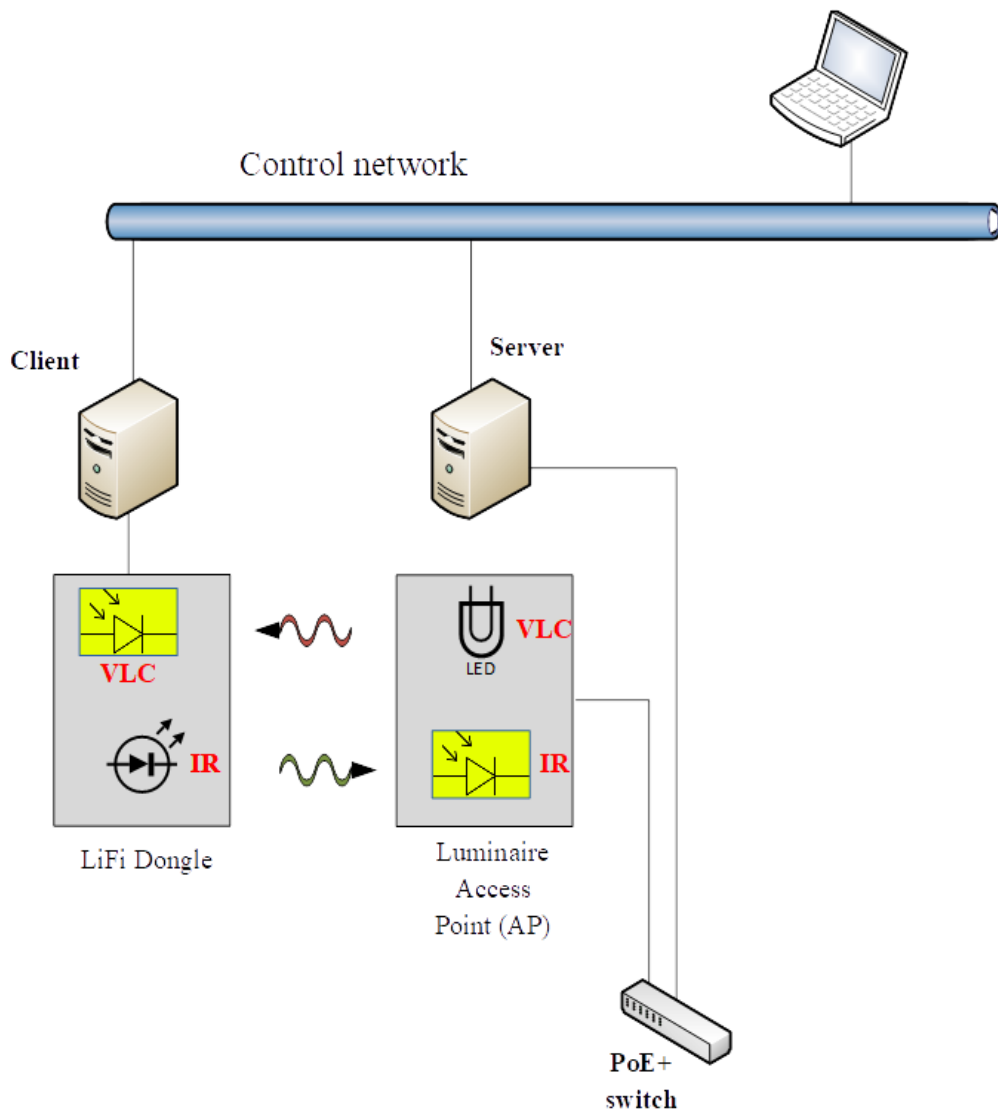 Control network
Client
Server
VLC
LED
VLC
IR
IR
LiFi Dongle
Luminaire
Access
Point (AP)
PoE+
switch